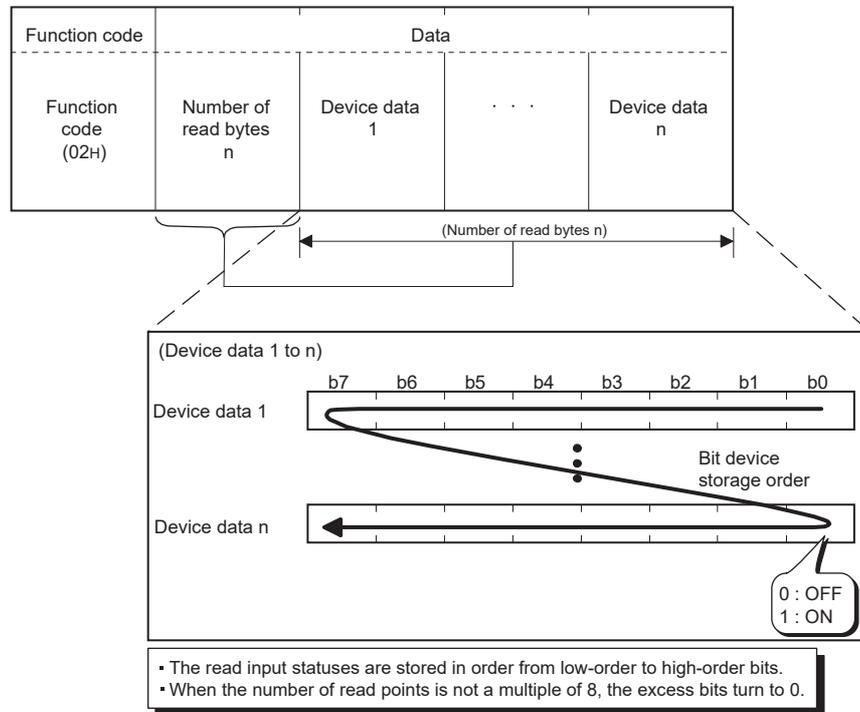 Function code Data
Function
code
(02H)
Number of
read bytes
n
Device data
1
· · ·
Device data
n
(Number of read bytes n)
(Device data 1 to n)
b7 b6 b5 b4 b3 b2 b1 b0
Device data 1
Bit device
storage order
Device data n
0 : OFF
1 : ON
▪ The read input statuses are stored in order from low-order to high-order bits.
▪ When the number of read points is not a multiple of 8, the excess bits turn to 0.